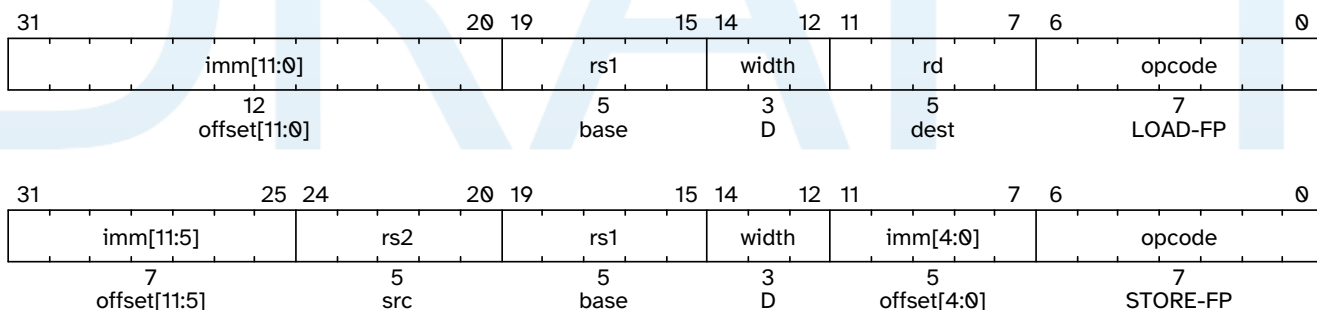 31 20 19 15 14 12 11 7 6 0
imm[11:0] rs1 width rd opcode
12 5 3 5 7
offset[11:0] base D dest LOAD-FP
31 25 24 20 19 15 14 12 11 7 6 0
imm[11:5] rs2 rs1 width imm[4:0] opcode
7 5 5 3 5 7
offset[11:5] src base D offset[4:0] STORE-FP